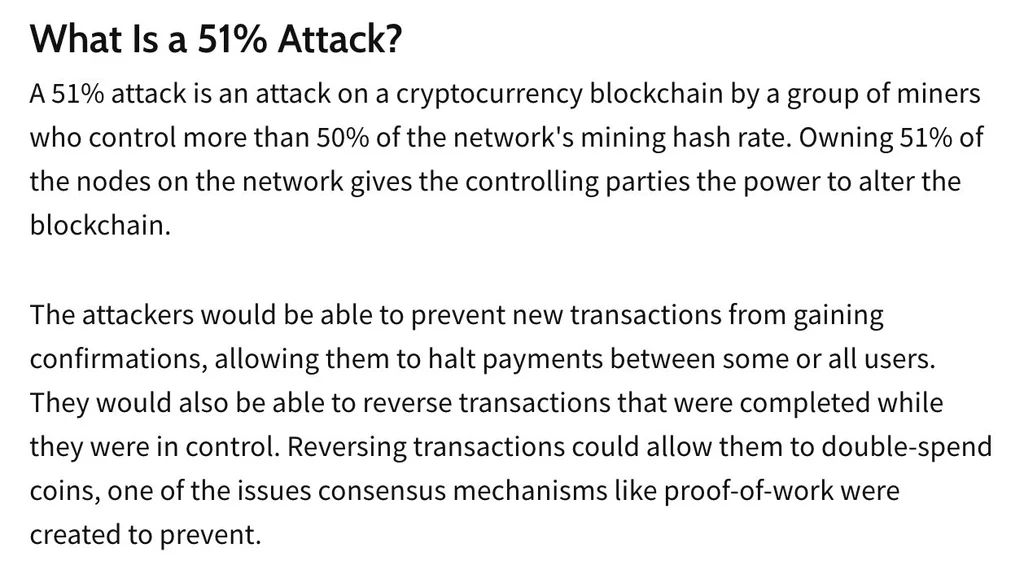 What Is a 51% Attack?
A 51% attack is an attack on a cryptocurrency blockchain by a group of miners
who control more than 50% of the network's mining hash rate. Owning 51% of
the nodes on the network gives the controlling parties the power to alter the
blockchain.
The attackers would be able to prevent new transactions from gaining
confirmations, allowing them to halt payments between some or all users.
They would also be able to reverse transactions that were completed while
they were in control. Reversing transactions could allow them to double-spend
coins, one of the issues consensus mechanisms like proof-of-work were
created to prevent.